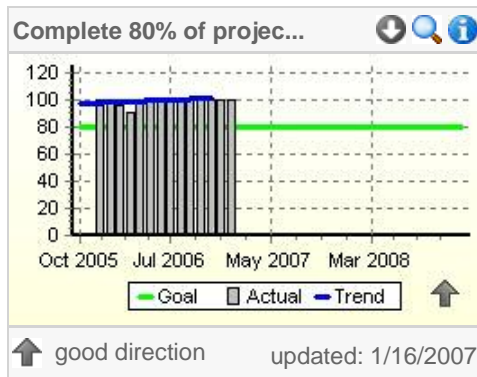 Complete 80% of projec...
120
100
80
60
40
20
0
Oct 2005 Jul 2006 May 2007 Mar 2008
Goal Actual Trend
good direction updated: 1/16/2007